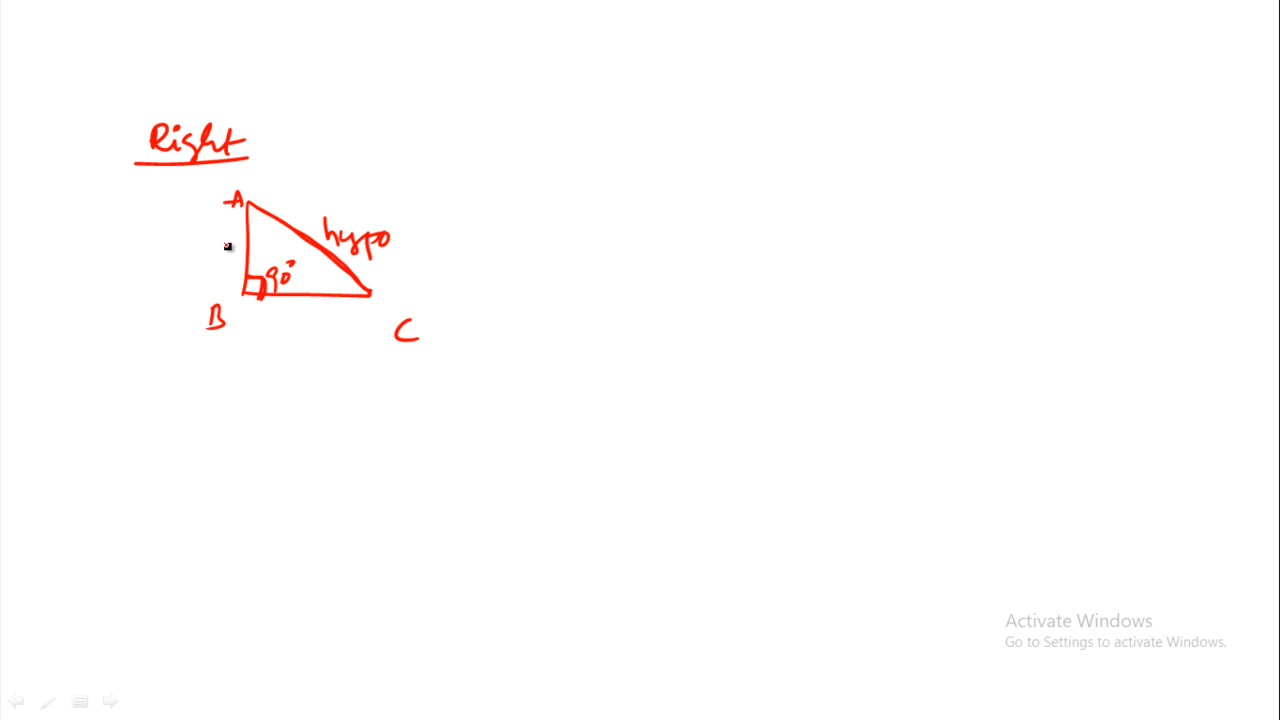 Right
A
hypo
90°
B
C
Activate Windows
Go to Settings to activate Windows.